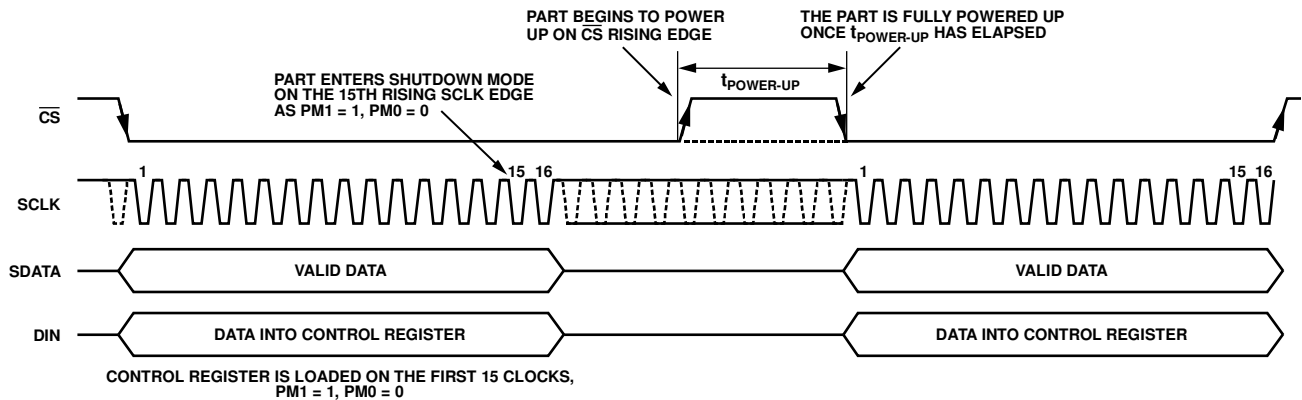 PART BEGINS TO POWER
UP ON CS RISING EDGE
THE PART IS FULLY POWERED UP
ONCE tPOWER-UP HAS ELAPSED
PART ENTERS SHUTDOWN MODE
ON THE 15TH RISING SCLK EDGE
AS PM1 = 1, PM0 = 0
tPOWER-UP
CS
1 15 16 1 15 16
SCLK
SDATA VALID DATA VALID DATA
DIN DATA INTO CONTROL REGISTER DATA INTO CONTROL REGISTER
CONTROL REGISTER IS LOADED ON THE FIRST 15 CLOCKS,
PM1 = 1, PM0 = 0